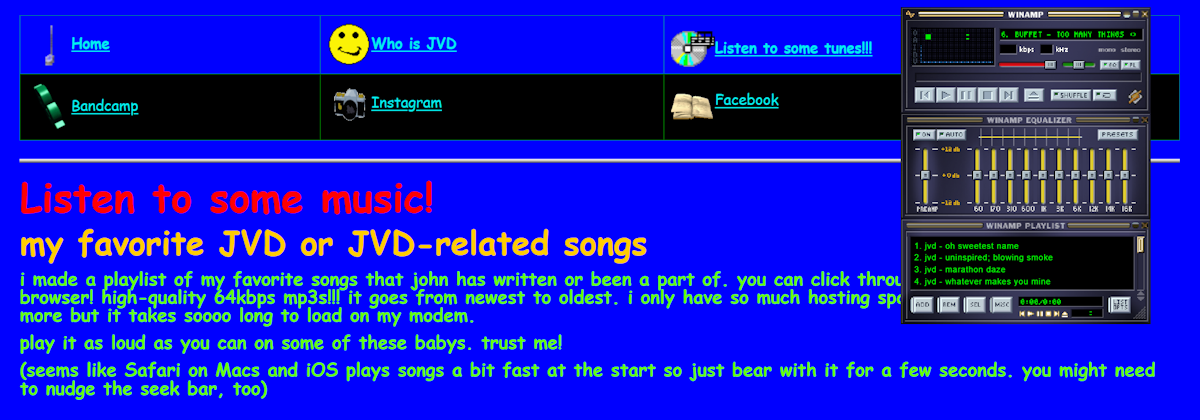 Home
Who is JVD
Listen to some tunes!!!
Bandcamp
Instagram
Facebook
Listen to some music!
my favorite JVD or JVD-related songs
i made a playlist of my favorite songs that john has written or been a part of. you can click
browser! high-quality 64kbps mp3s!!! it goes from newest to oldest. i only have so much hosting
more but it takes soooo long to load on my modem.
play it as loud as you can on some of these babys. trust me!
(seems like Safari on Macs and iOS plays songs a bit fast at the start so just bear with it for a few seconds. you might need
to nudge the seek bar, too)
WINAMP
6. BUFFET - TOO MANY THINGS
kbps kHz mono stereo
EQ PL
SHUFFLE
WINAMP EQUALIZER
ON AUTO PRESETS
+12 db
+0 db
-12 db
PREAMP 60 170 310 600 1K 3K 6K 12K 14K 16K
WINAMP PLAYLIST
1. jvd - oh sweetest name
2. uninspired; blowing smoke
3. jvd - marathon daze
4. jvd - whatever makes you mine
ADD REM SEL MISC 0:00/0:00 LIST OPTS